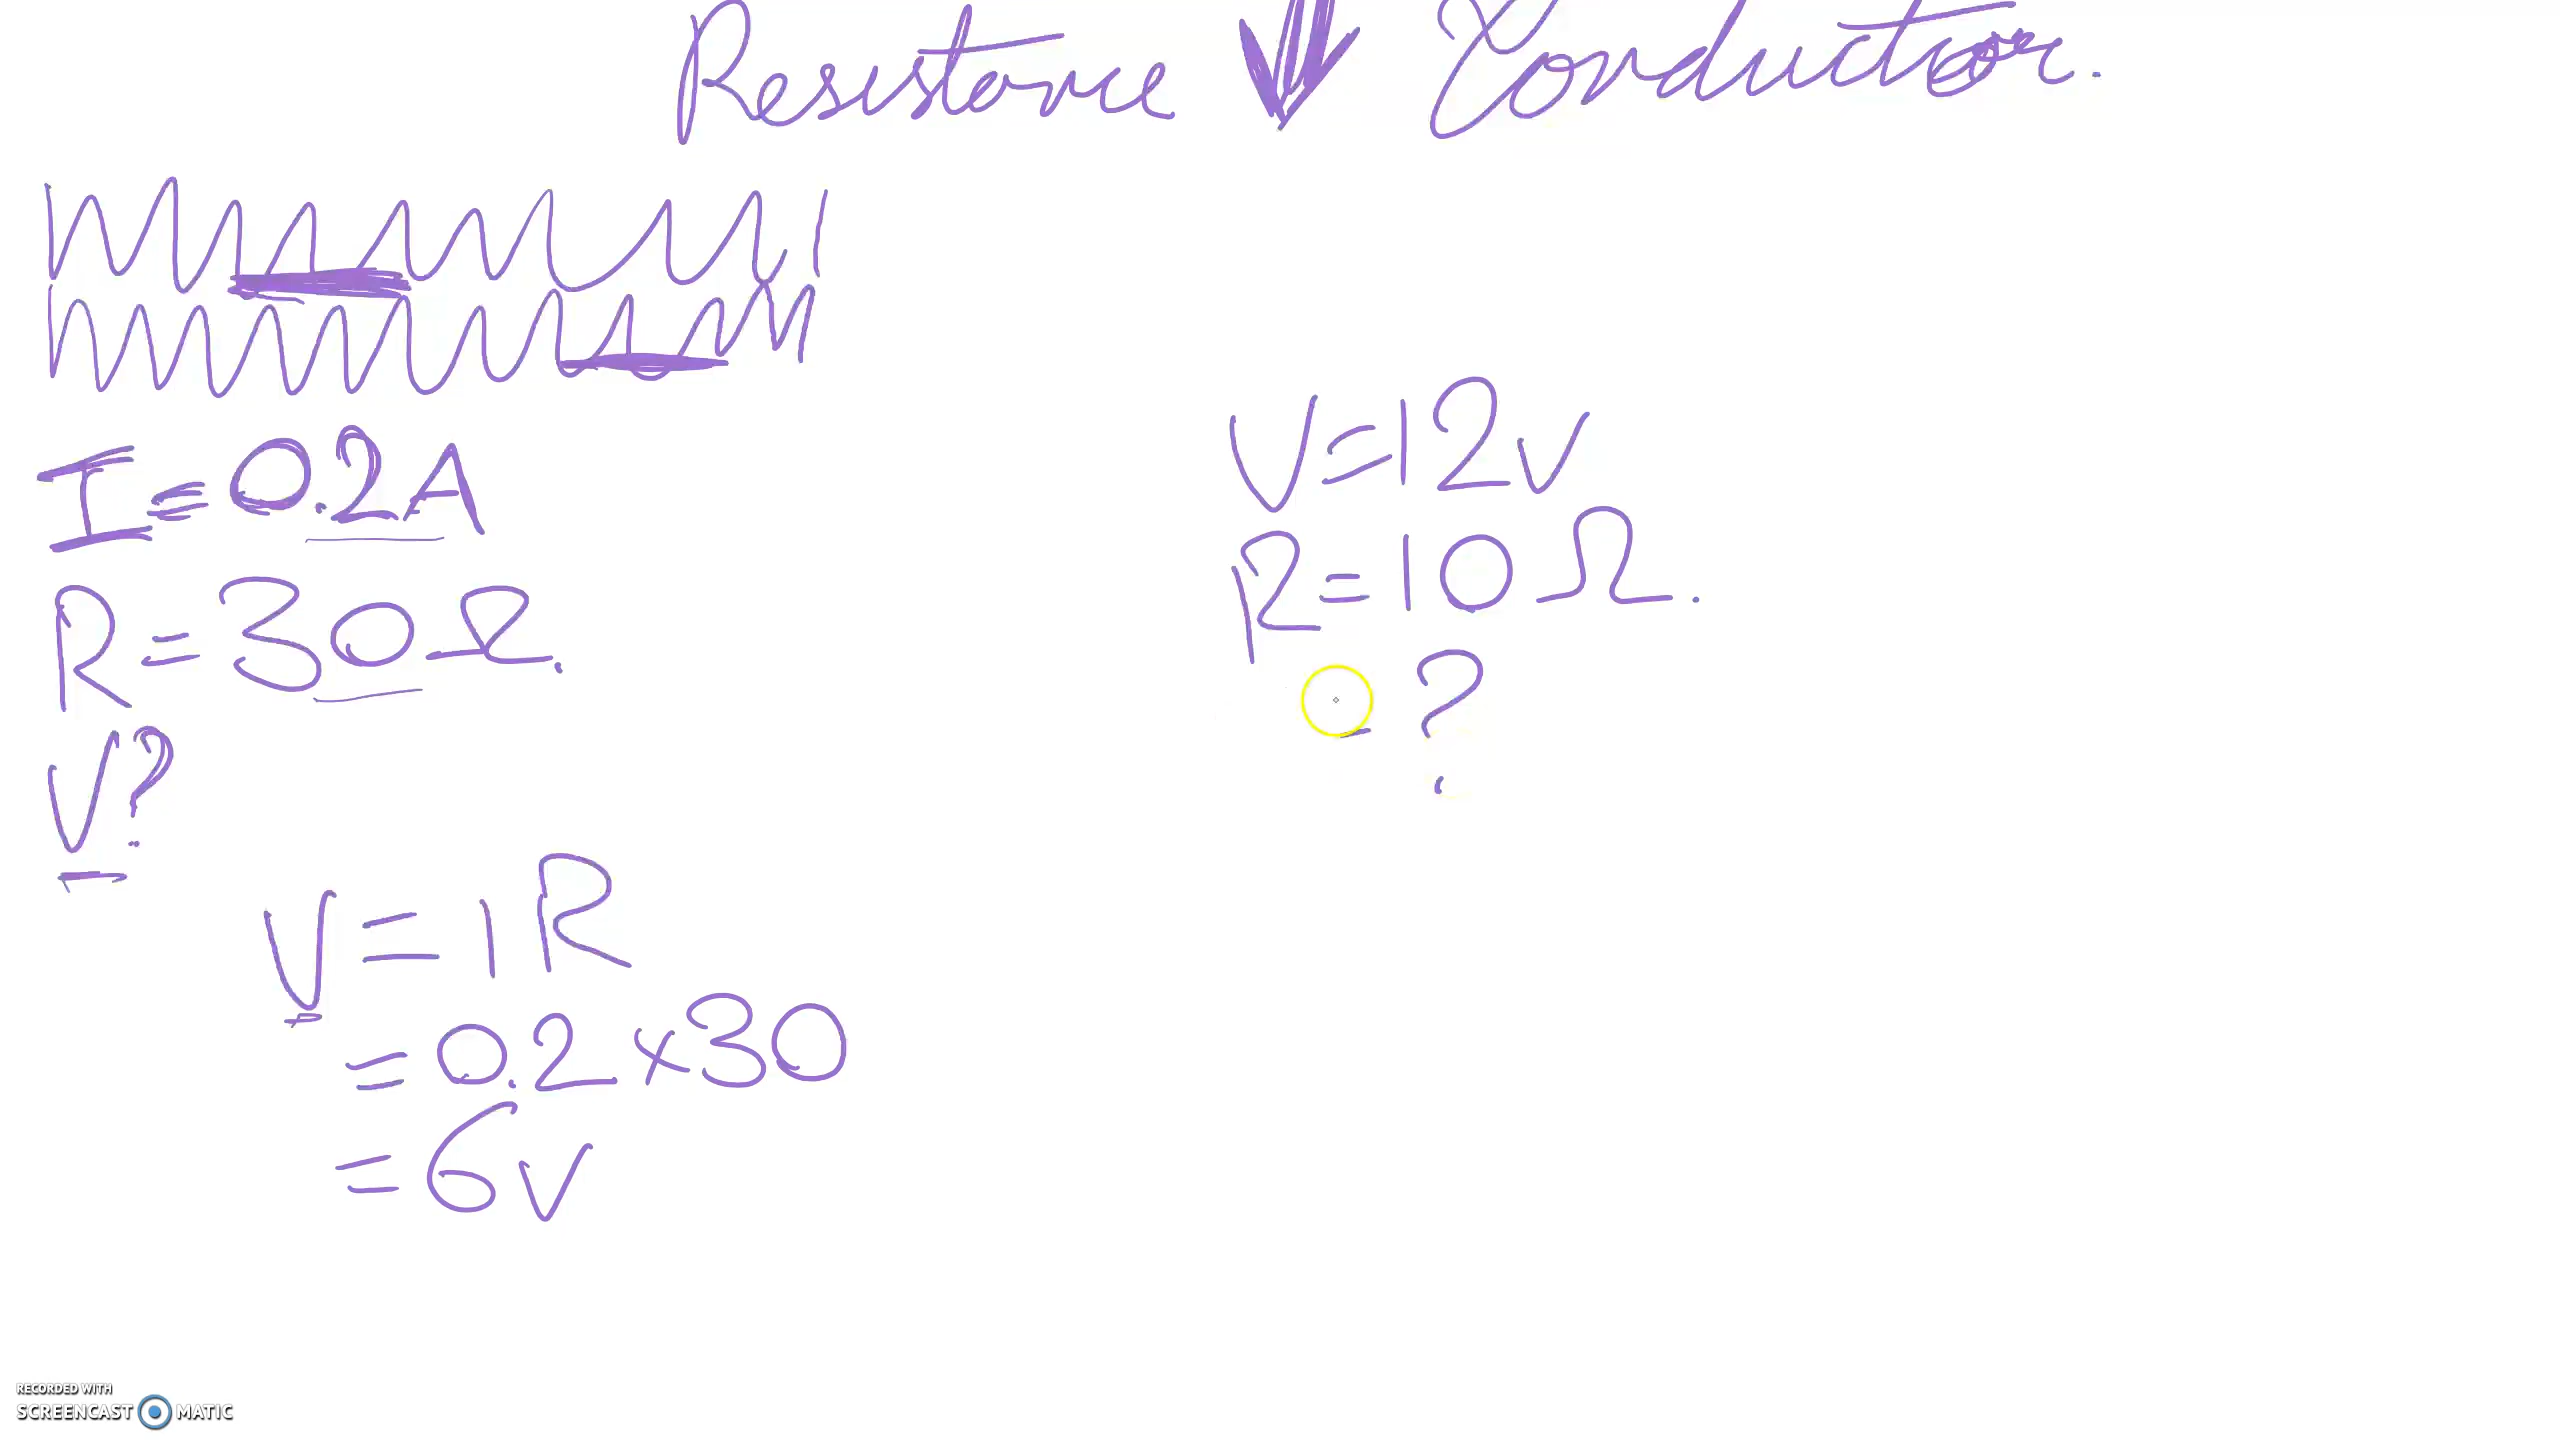 Resistance Conductor.
I = 0.2A
R = 30Ω.
V?
V = IR
= 0.2 × 30
= 6v
V = 12v
R = 10Ω.
= ?
RECORDED WITH
SCREENCAST MATIC